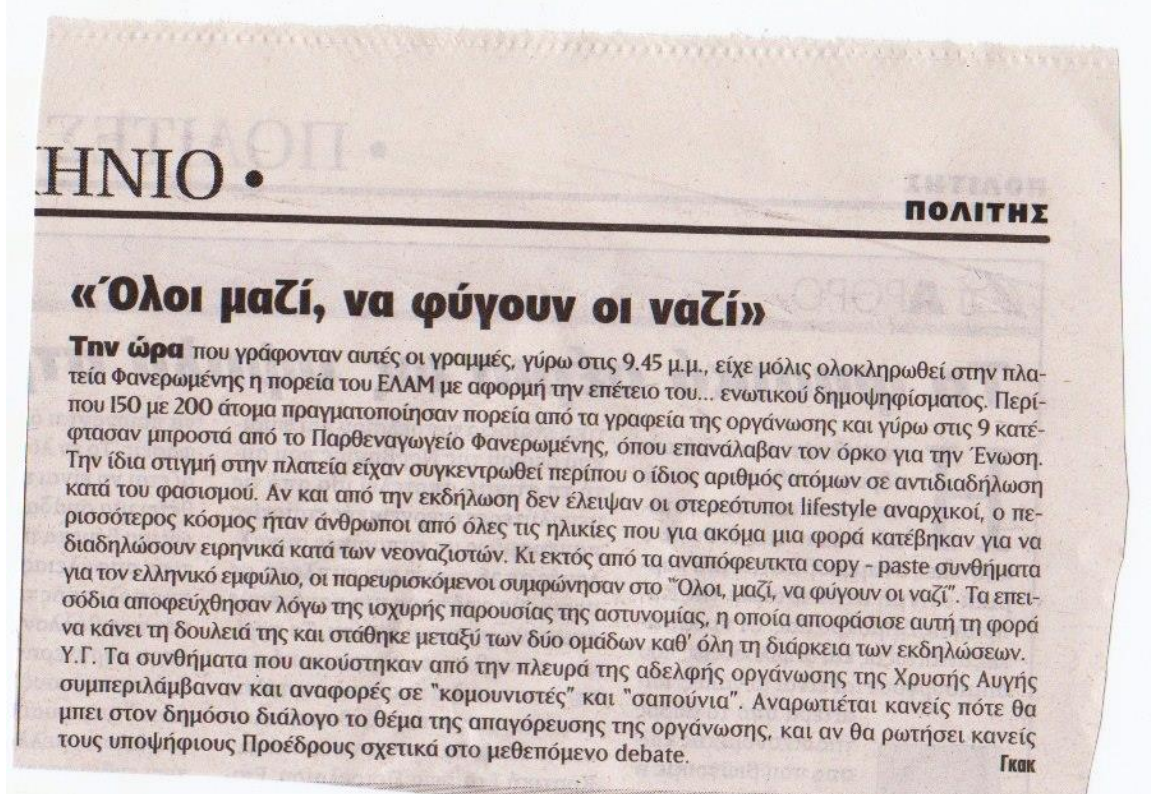 ΗΝΙΟ •
ΠΟΛΙΤΗΣ
«Όλοι μαζί, να φύγουν οι ναζί»
Την ώρα που γράφονταν αυτές οι γραμμές, γύρω στις 9.45 μ.μ., είχε μόλις ολοκληρωθεί στην πλα-
τεία Φανερωμένης η πορεία του ΕΛΑΜ με αφορμή την επέτειο του... ενωτικού δημοψηφίσματος. Περί-
που 150 με 200 άτομα πραγματοποίησαν πορεία από τα γραφεία της οργάνωσης και γύρω στις 9 κατέ-
φτασαν μπροστά από το Παρθεναγωγείο Φανερωμένης, όπου επανάλαβαν τον όρκο για την Ένωση.
Την ίδια στιγμή στην πλατεία είχαν συγκεντρωθεί περίπου ο ίδιος αριθμός ατόμων σε αντιδιαδήλωση
κατά του φασισμού. Αν και από την εκδήλωση δεν έλειψαν οι στερεότυποι lifestyle αναρχικοί, ο πε-
ρισσότερος κόσμος ήταν άνθρωποι από όλες τις ηλικίες που για ακόμα μια φορά κατέβηκαν για να
διαδηλώσουν ειρηνικά κατά των νεοναζιστών. Κι εκτός από τα αναπόφευτκτα copy - paste συνθήματα
για τον ελληνικό εμφύλιο, οι παρευρισκόμενοι συμφώνησαν στο "Όλοι, μαζί, να φύγουν οι ναζί". Τα επει-
σόδια αποφεύχθησαν λόγω της ισχυρής παρουσίας της αστυνομίας, η οποία αποφάσισε αυτή τη φορά
να κάνει τη δουλειά της και στάθηκε μεταξύ των δύο ομάδων καθ' όλη τη διάρκεια των εκδηλώσεων.
Υ.Γ. Τα συνθήματα που ακούστηκαν από την πλευρά της αδελφής οργάνωσης της Χρυσής Αυγής
συμπεριλάμβαναν και αναφορές σε "κομουνιστές" και "σαπούνια". Αναρωτιέται κανείς πότε θα
μπει στον δημόσιο διάλογο το θέμα της απαγόρευσης της οργάνωσης, και αν θα ρωτήσει κανείς
τους υποψήφιους Προέδρους σχετικά στο μεθεπόμενο debate.
Γκακ